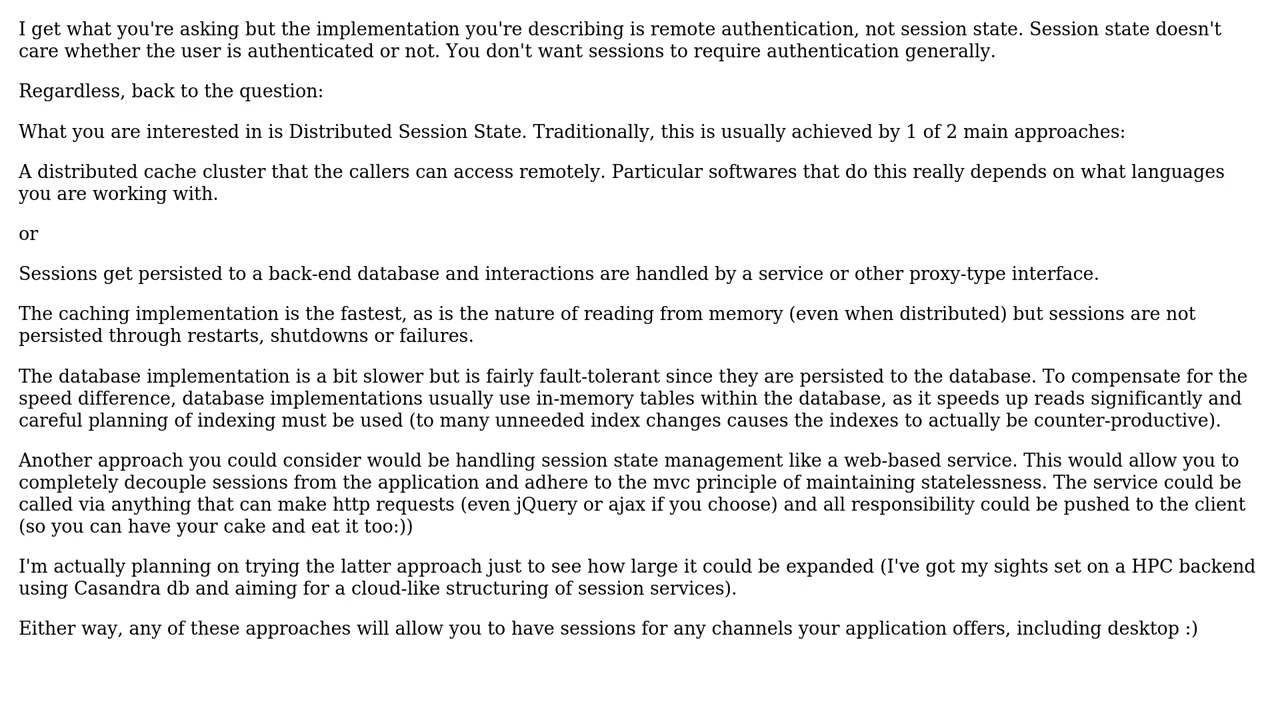 I get what you're asking but the implementation you're describing is remote authentication, not session state. Session state doesn't
care whether the user is authenticated or not. You don't want sessions to require authentication generally.
Regardless, back to the question:
What you are interested in is Distributed Session State. Traditionally, this is usually achieved by 1 of 2 main approaches:
A distributed cache cluster that the callers can access remotely. Particular softwares that do this really depends on what languages
you are working with.
or
Sessions get persisted to a back-end database and interactions are handled by a service or other proxy-type interface.
The caching implementation is the fastest, as is the nature of reading from memory (even when distributed) but sessions are not
persisted through restarts, shutdowns or failures.
The database implementation is a bit slower but is fairly fault-tolerant since they are persisted to the database. To compensate for the
speed difference, database implementations usually use in-memory tables within the database, as it speeds up reads significantly and
careful planning of indexing must be used (to many unneeded index changes causes the indexes to actually be counter-productive).
Another approach you could consider would be handling session state management like a web-based service. This would allow you to
completely decouple sessions from the application and adhere to the mvc principle of maintaining statelessness. The service could be
called via anything that can make http requests (even jQuery or ajax if you choose) and all responsibility could be pushed to the client
(so you can have your cake and eat it too:))
I'm actually planning on trying the latter approach just to see how large it could be expanded (I've got my sights set on a HPC backend
using Casandra db and aiming for a cloud-like structuring of session services).
Either way, any of these approaches will allow you to have sessions for any channels your application offers, including desktop :)